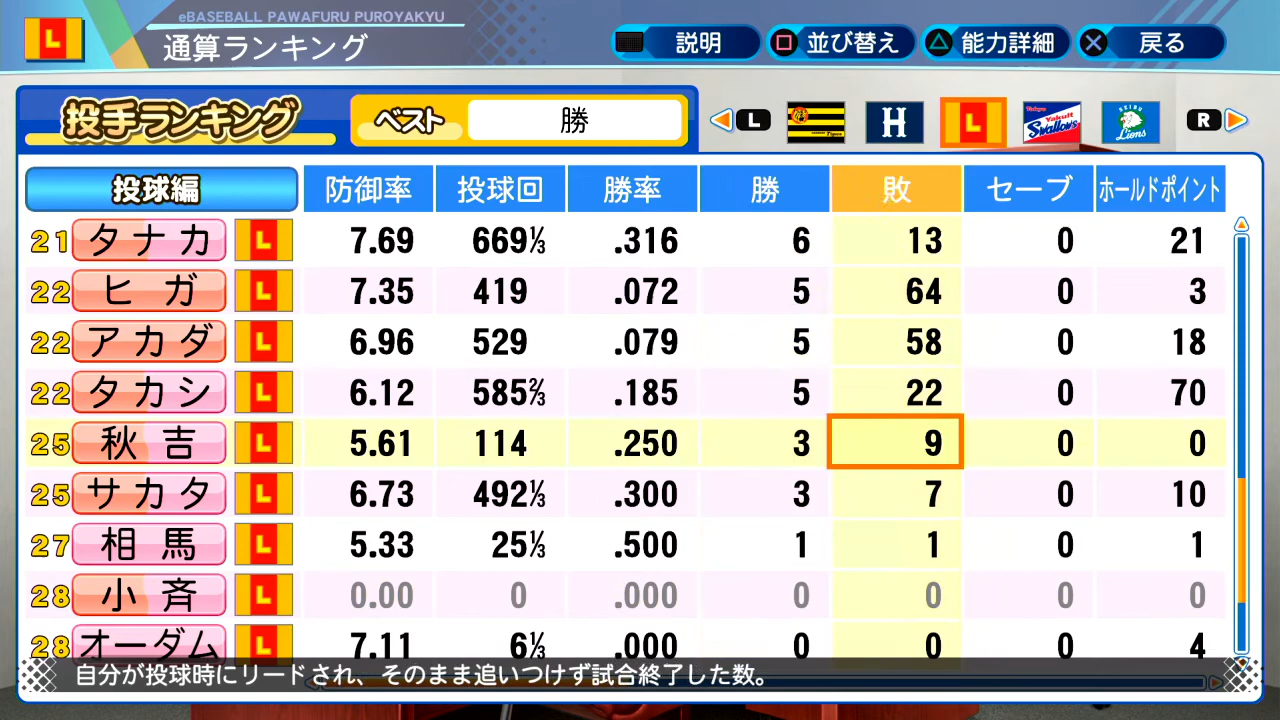 eBASEBALL PAWAFURU PUROYAKYU
L 通算ランキング 説明 並び替え 能力詳細 戻る
投手ランキング ベスト 勝 L Tigers H L Yakult Swallows SEIBU Lions R
投球編 防御率 投球回 勝率 勝 敗 セーブ ホールドポイント
21 タナカ L 7.69 669⅓ .316 6 13 0 21
22 ヒガ L 7.35 419 .072 5 64 0 3
22 アカダ L 6.96 529 .079 5 58 0 18
22 タカシ L 6.12 585⅔ .185 5 22 0 70
25 秋吉 L 5.61 114 .250 3 9 0 0
25 サカタ L 6.73 492⅓ .300 3 7 0 10
27 相馬 L 5.33 25⅓ .500 1 1 0 1
28 小斉 L 0.00 0 .000 0 0 0 0
28 オーダム L 7.11 6⅓ .000 0 0 0 4
自分が投球時にリードされ、そのまま追いつけず試合終了した数。